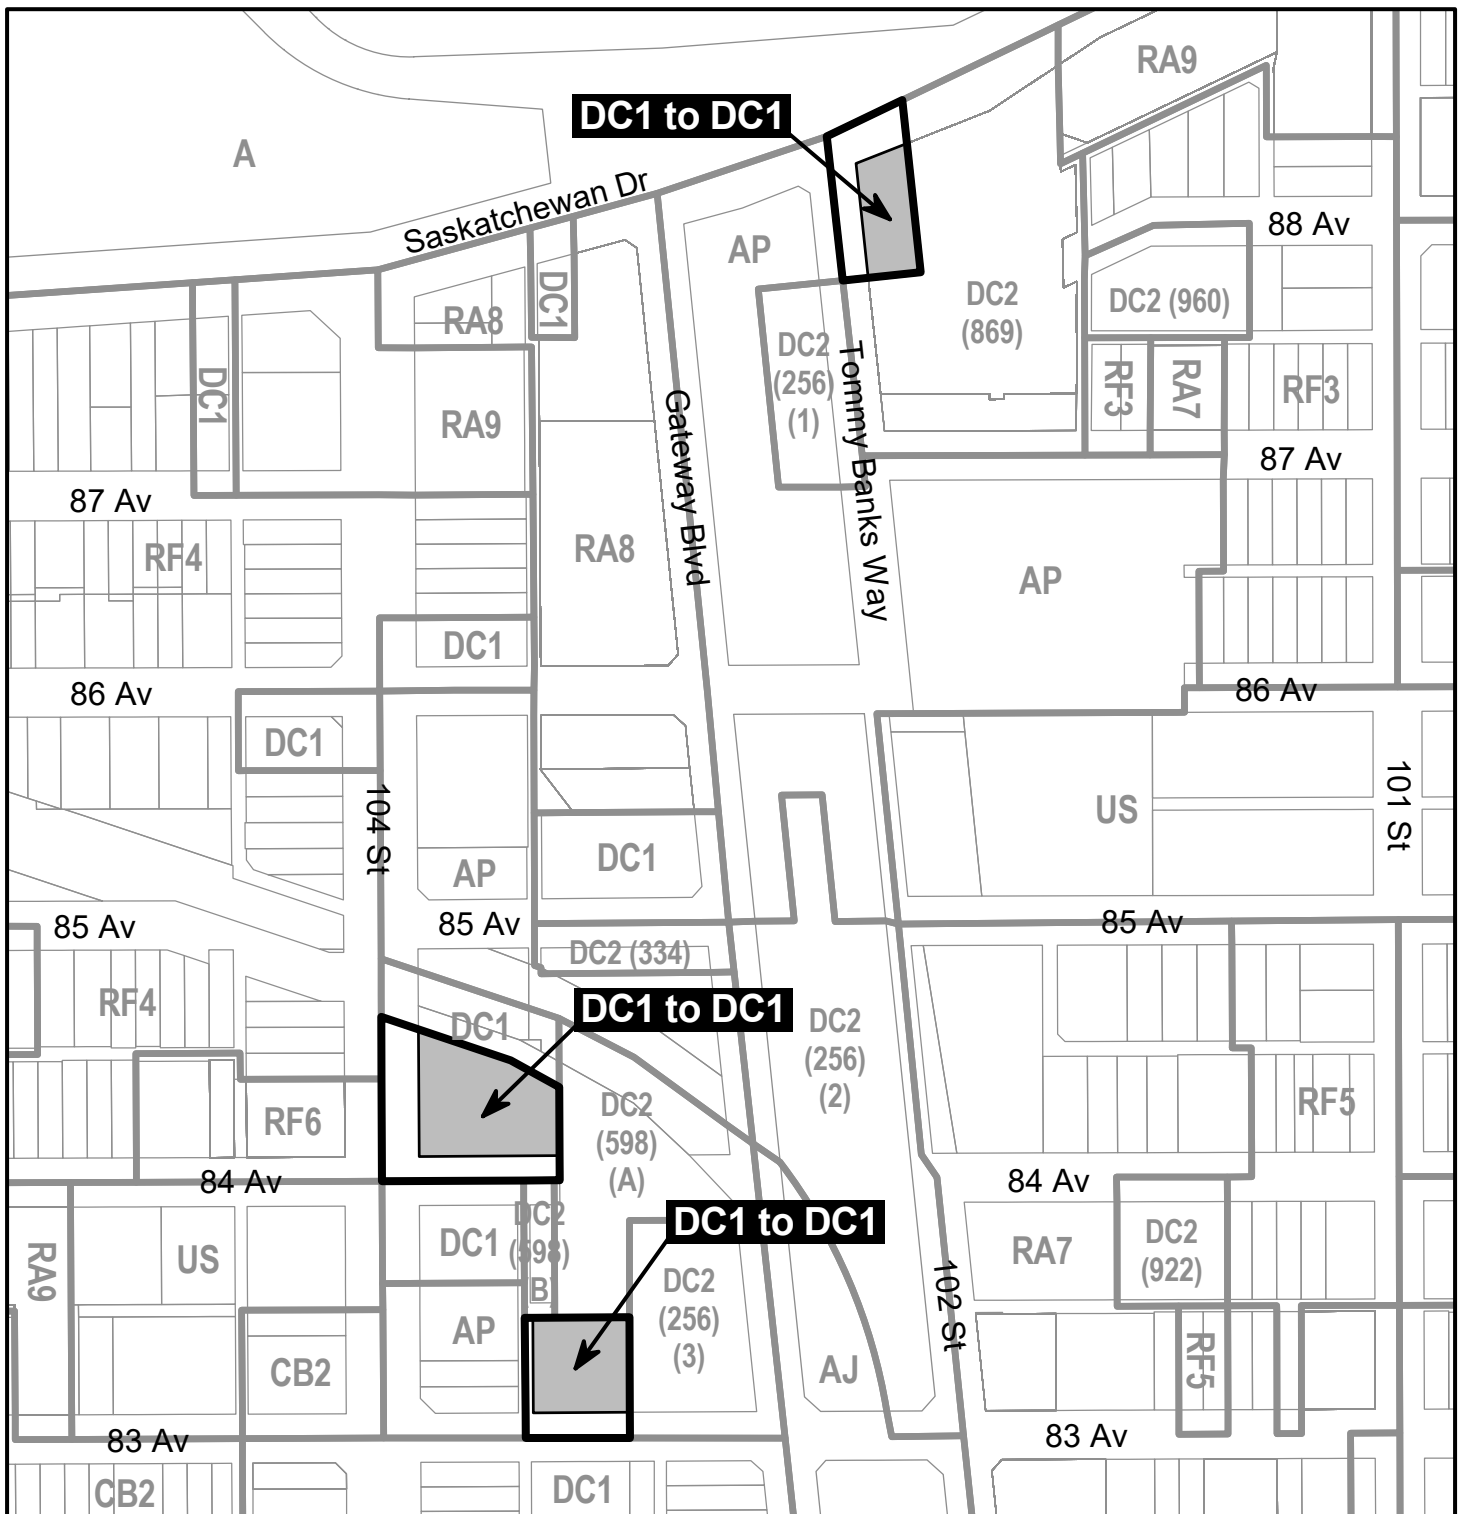 RA9
DC1 to DC1
A
Saskatchewan Dr
88 Av
AP
DC1
RA8
DC2
(869)
DC2 (960)
DC2
(256)
(1)
Tommy Banks Way
DC1
RA9
Gateway Blvd
RF3
RA7
RF3
87 Av
87 Av
RF4
RA8
AP
DC1
86 Av
86 Av
DC1
104 St
101 St
US
DC1
AP
85 Av
85 Av
85 Av
DC2 (334)
RF4
DC1 to DC1
DC1
DC2
(256)
(2)
RF6
DC2
(598)
(A)
RF5
84 Av
84 Av
DC1 to DC1
RA9
US
DC1
DC2
(598)
B
RA7
DC2
(922)
DC2
(256)
(3)
102 St
AP
CB2
AJ
RF5
83 Av
83 Av
CB2
DC1